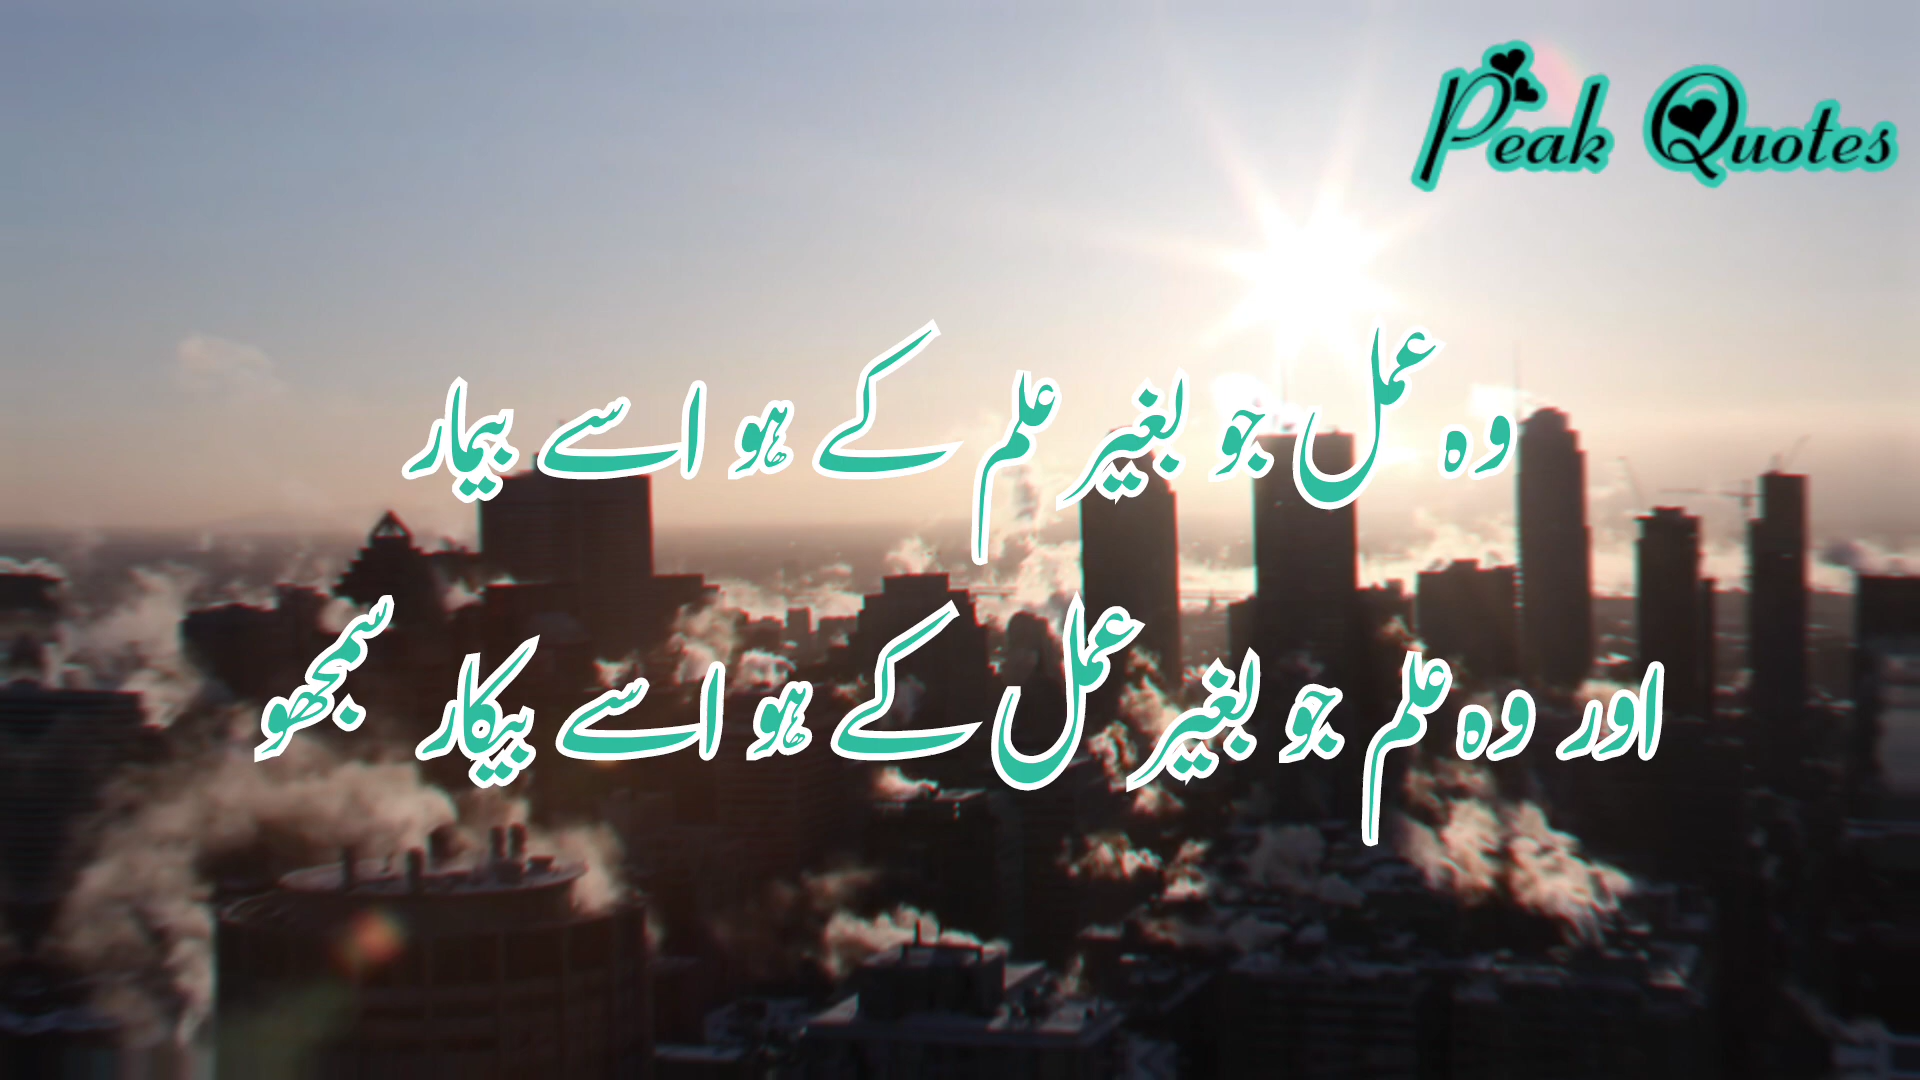 Peak Quotes
وہ عمل جو بغیر علم کے ہو اسے بیمار
اور وہ علم جو بغیر عمل کے ہو اسے بیکار سمجھو